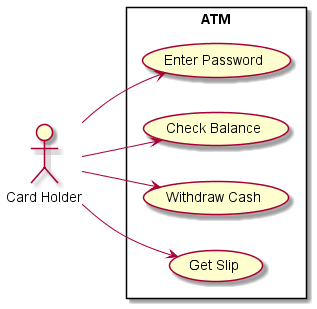 ATM
Enter Password
Check Balance
Card Holder
Withdraw Cash
Get Slip